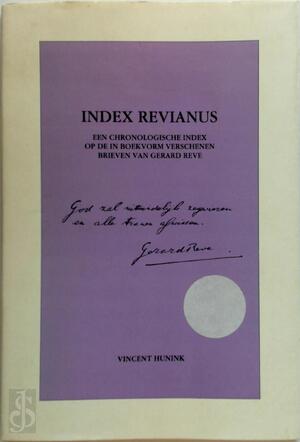 INDEX REVIANUS
EEN CHRONOLOGISCHE INDEX
OP DE IN BOEKVORM VERSCHENEN
BRIEVEN VAN GERARD REVE
God zal uiteindelijk zegevieren
en alle tranen afwissen.
Gerard Reve.
VINCENT HUNINK